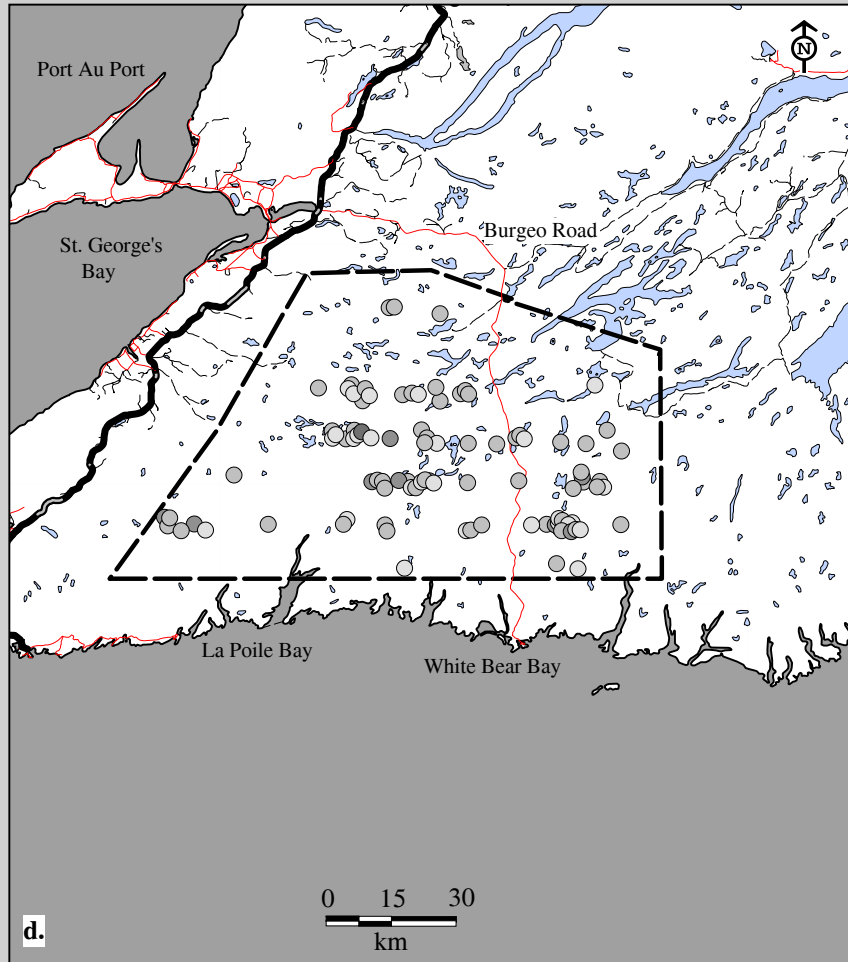 N
Port Au Port
St. George's
Bay
Burgeo Road
La Poile Bay
White Bear Bay
0 15 30
km
d.